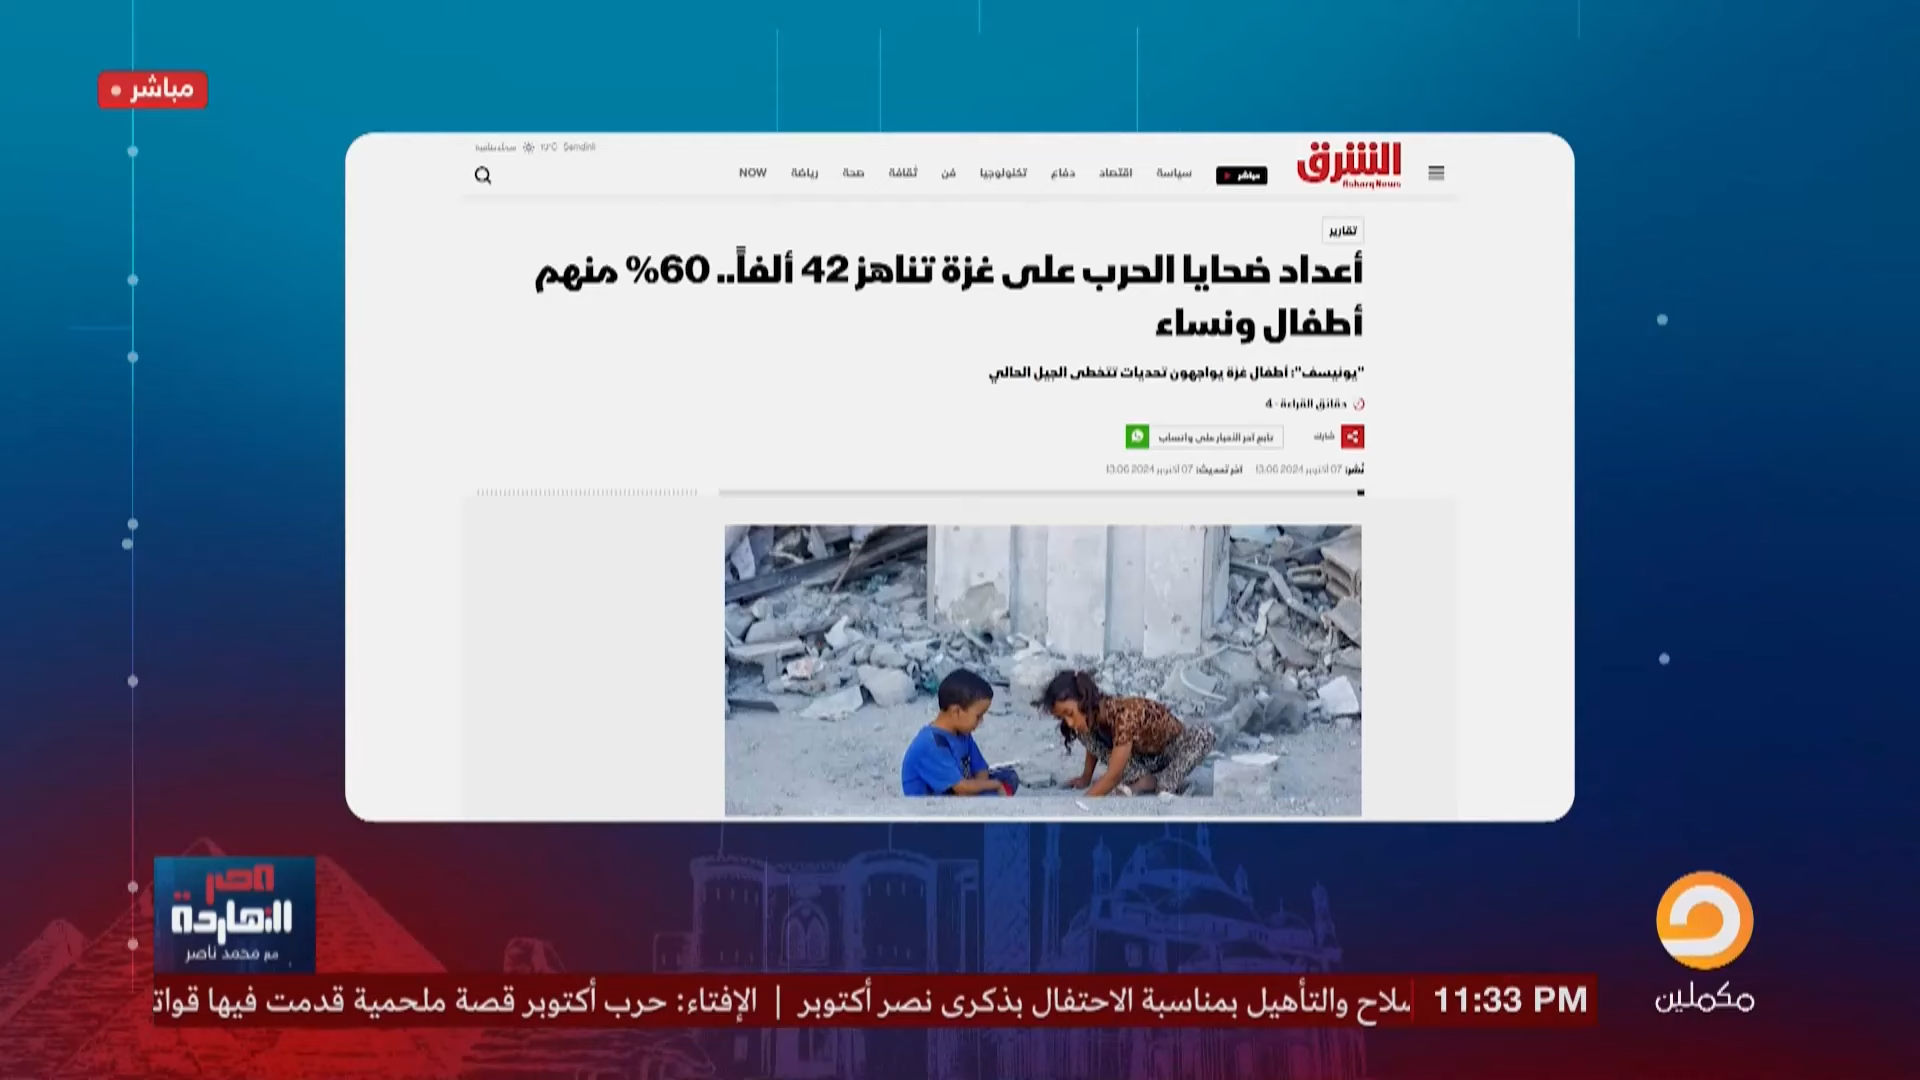 مباشر
19°C Şemdinli
الشرق
Asharq News
مباشر
سياسة
اقتصاد
دفاع
تكنولوجيا
فن
ثقافة
صحة
رياضة
NOW
تقارير
أعداد ضحايا الحرب على غزة تناهز 42 ألفاً.. 60% منهم
أطفال ونساء
"يونيسف": أطفال غزة يواجهون تحديات تتخطى الجيل الحالي
دقائق القراءة - 4
شارك
تابع آخر الأخبار على واتساب
نُشر: 07 أكتوبر 2024 13:06 آخر تحديث: 07 أكتوبر 2024 13:06
مصر
النهاردة
مع محمد ناصر
مكملين
11:33 PM
سلاح والتأهيل بمناسبة الاحتفال بذكرى نصر أكتوبر | الإفتاء: حرب أكتوبر قصة ملحمية قدمت فيها قواتـ